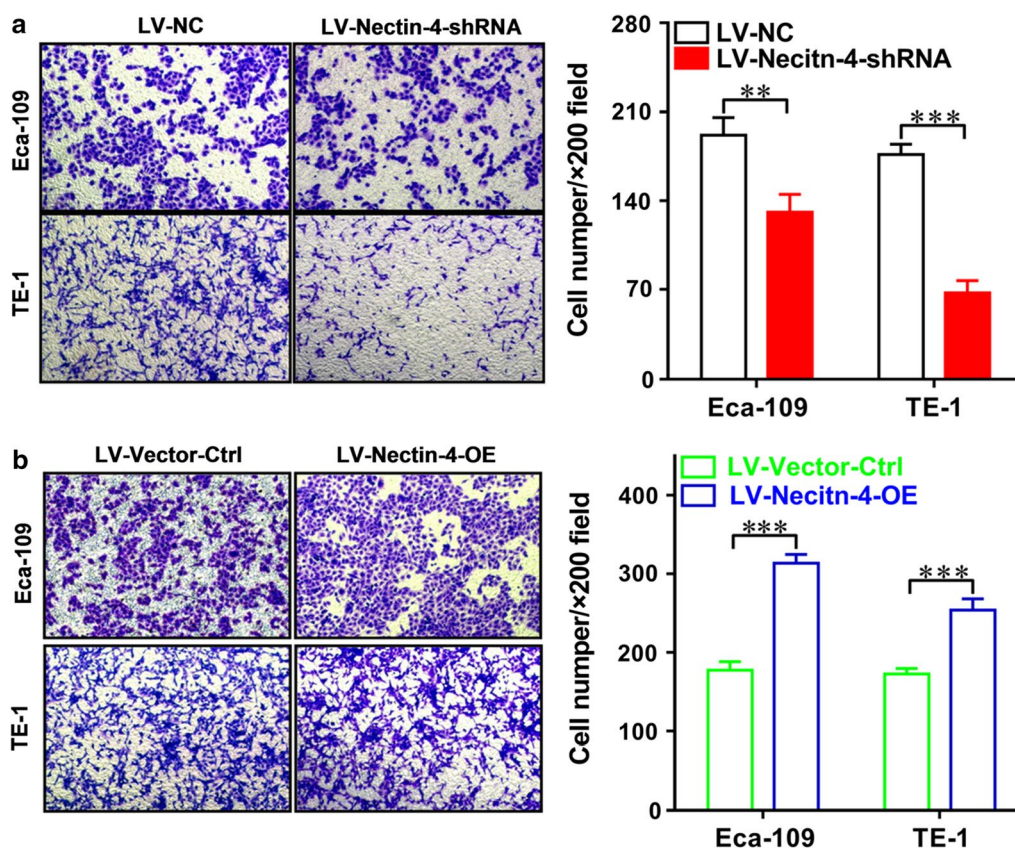 a
LV-NC
LV-Nectin-4-shRNA
Eca-109
TE-1
280
210
140
70
0
Cell numper/×200 field
LV-NC
LV-Necitn-4-shRNA
**
***
Eca-109
TE-1
b
LV-Vector-Ctrl
LV-Nectin-4-OE
Eca-109
TE-1
400
300
200
100
0
Cell numper/×200 field
LV-Vector-Ctrl
LV-Necitn-4-OE
***
***
Eca-109
TE-1